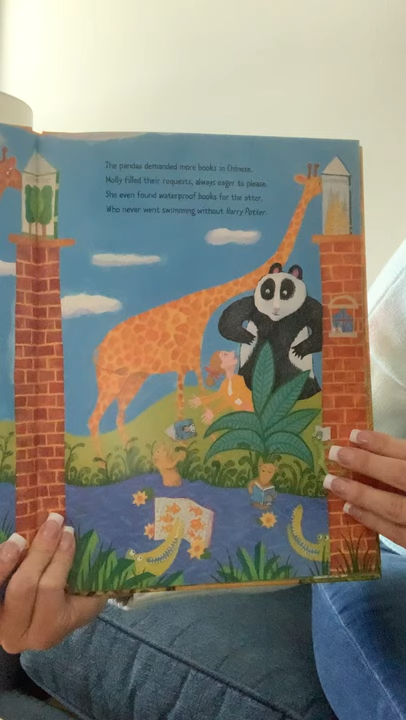 The pandas demanded more books in Chinese.
Molly filled their requests, always eager to please.
She even found waterproof books for the otter,
Who never went swimming without Harry Potter.